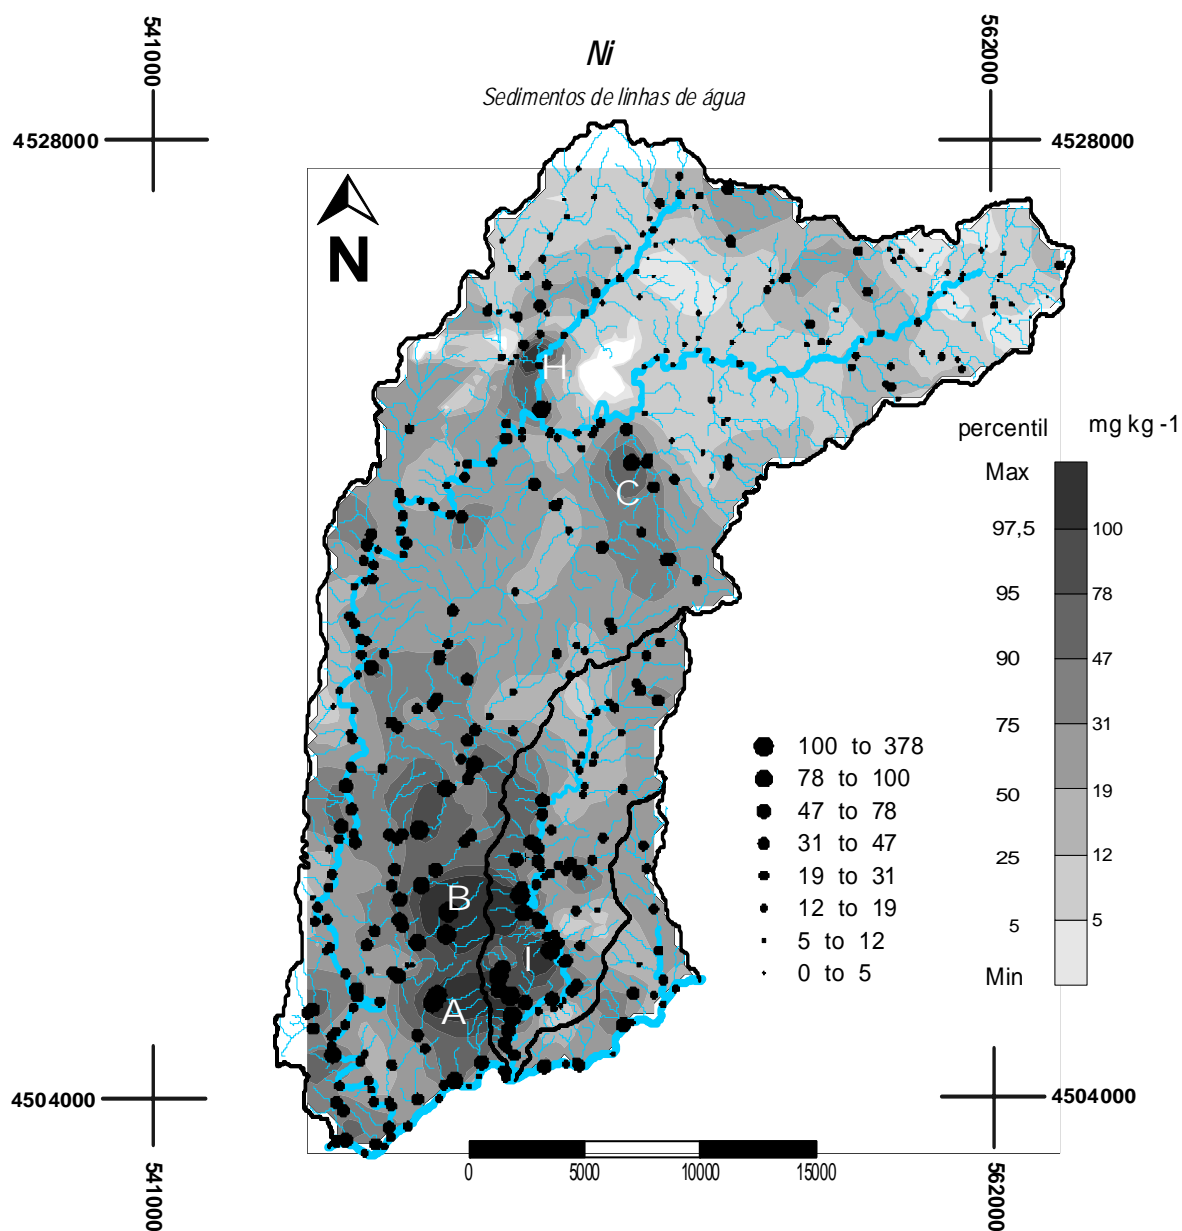 541000
562000
Ni
Sedimentos de linhas de água
4528000
4528000
N
H
C
B
I
A
percentil
mg kg -1
Max
97,5
100
95
78
90
47
75
31
50
19
25
12
5
5
Min
100 to 378
78 to 100
47 to 78
31 to 47
19 to 31
12 to 19
5 to 12
0 to 5
4504000
4504000
0
5000
10000
15000
541000
562000